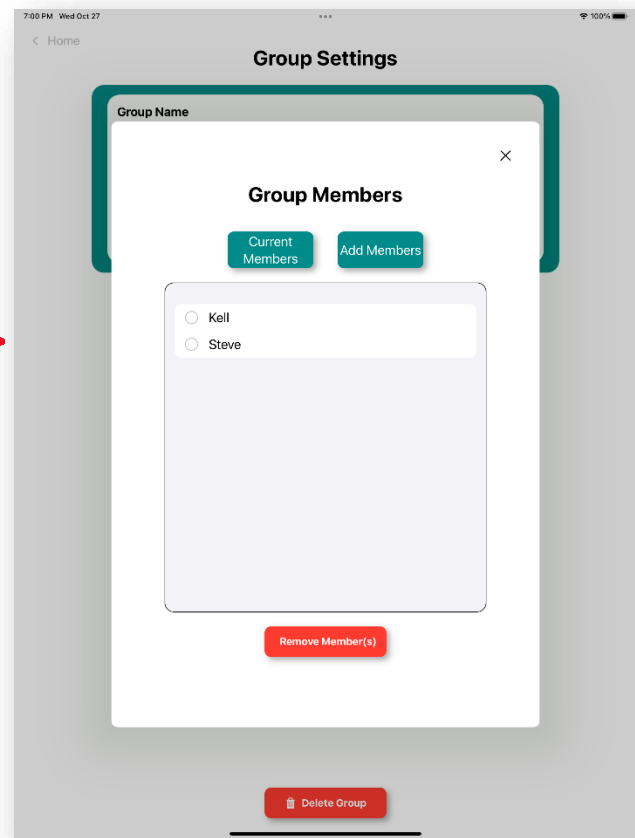 7:00 PM Wed Oct 27
100%
Home
Group Settings
Group Name
Group Members
Current
Members
Add Members
Kell
Steve
Remove Member(s)
Delete Group